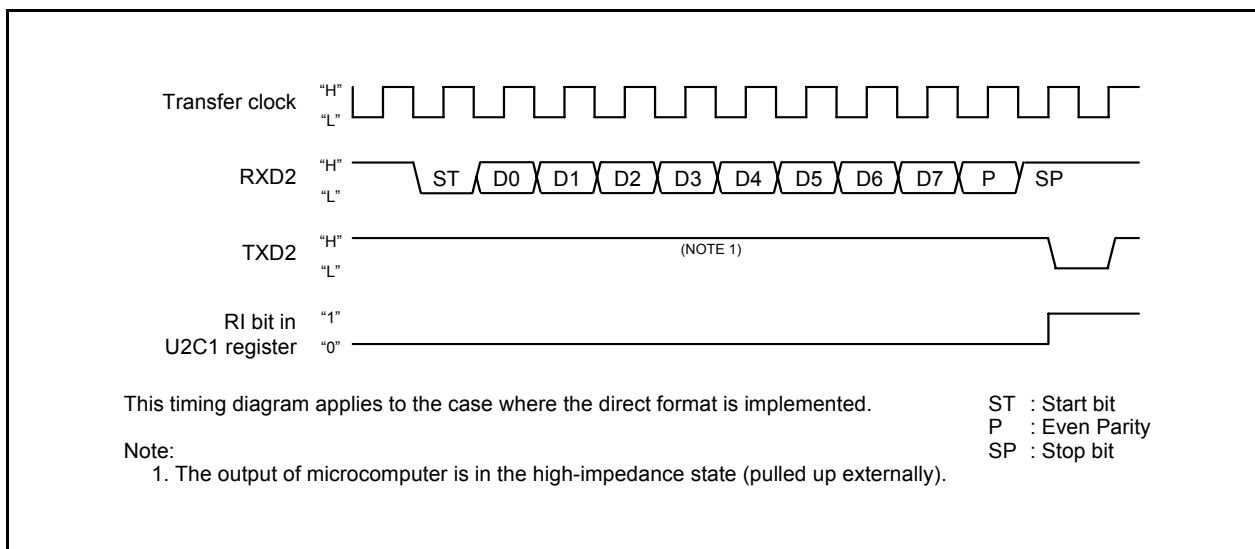 Transfer clock “H” “L”
RXD2 “H” “L” ST D0 D1 D2 D3 D4 D5 D6 D7 P SP
TXD2 “H” “L” (NOTE 1)
RI bit in “1”
U2C1 register “0”
This timing diagram applies to the case where the direct format is implemented.
Note:
1. The output of microcomputer is in the high-impedance state (pulled up externally).
ST : Start bit
P : Even Parity
SP : Stop bit